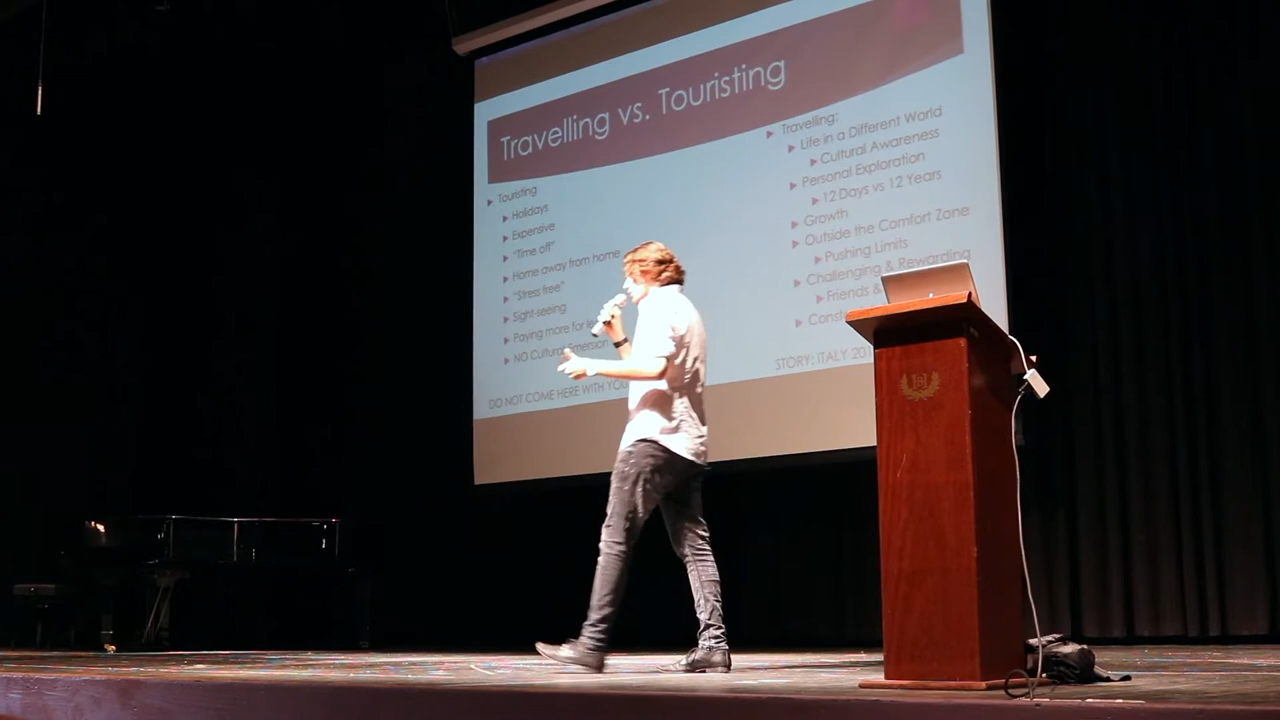 Travelling vs. Touristing
Touristing
Holidays
Expensive
"Time off"
Home away from home
"Stress free"
Sight-seeing
Paying more for
NO Cultural Emersion
DO NOT COME HERE WITH
Travelling:
Life in a Different World
Cultural Awareness
Personal Exploration
12 Days vs 12 Years
Growth
Outside the Comfort Zone
Pushing Limits
Challenging & Rewarding
Friends &
STORY: ITALY